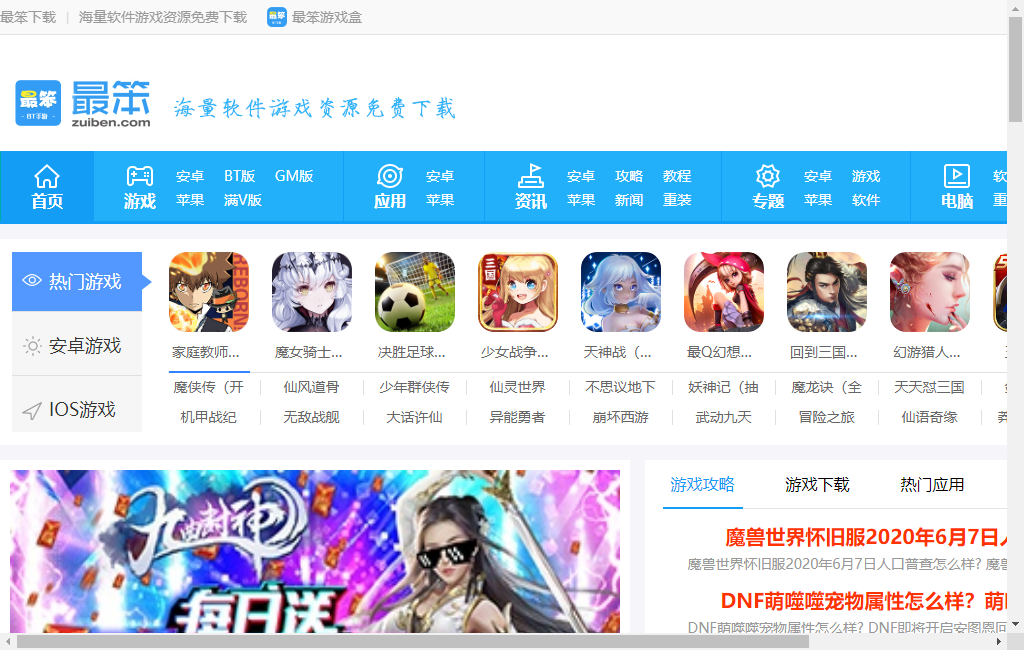 最笨下载 | 海量软件游戏资源免费下载 最笨 最笨游戏盒
最笨 最笨
- BT手游 -
zuiben.com
海量软件游戏资源免费下载
首页
游戏 安卓 BT版 GM版
苹果 满V版
应用 安卓
苹果
资讯 安卓 攻略 教程
苹果 新闻 重装
专题 安卓 游戏
苹果 软件
电脑 软
重
热门游戏
安卓游戏
IOS游戏
REBORN
三国
家庭教师... 魔女骑士... 决胜足球... 少女战争... 天神战（... 最Q幻想... 回到三国... 幻游猎人...
魔侠传（开 仙风道骨 少年群侠传 仙灵世界 不思议地下 妖神记（抽 魔龙诀（全 天天怼三国
机甲战纪 无敌战舰 大话许仙 异能勇者 崩坏西游 武动九天 冒险之旅 仙语奇缘
九曲封神
每日送
游戏攻略 游戏下载 热门应用
魔兽世界怀旧服2020年6月7日人
魔兽世界怀旧服2020年6月7日人口普查怎么样? 魔兽
DNF萌噬噬宠物属性怎么样？萌
DNF萌噬噬宠物属性怎么样? DNF即将开启安图恩回